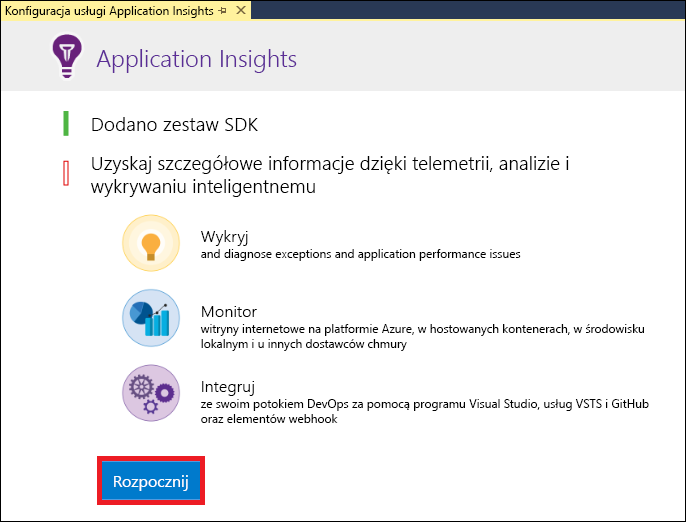 Konfiguracja usługi Application Insights
Application Insights
Dodano zestaw SDK
Uzyskaj szczegółowe informacje dzięki telemetrii, analizie i
wykrywaniu inteligentnemu
Wykryj
and diagnose exceptions and application performance issues
Monitor
witryny internetowe na platformie Azure, w hostowanych kontenerach, w środowisku
lokalnym i u innych dostawców chmury
Integruj
ze swoim potokiem DevOps za pomocą programu Visual Studio, usług VSTS i GitHub
oraz elementów webhook
Rozpocznij